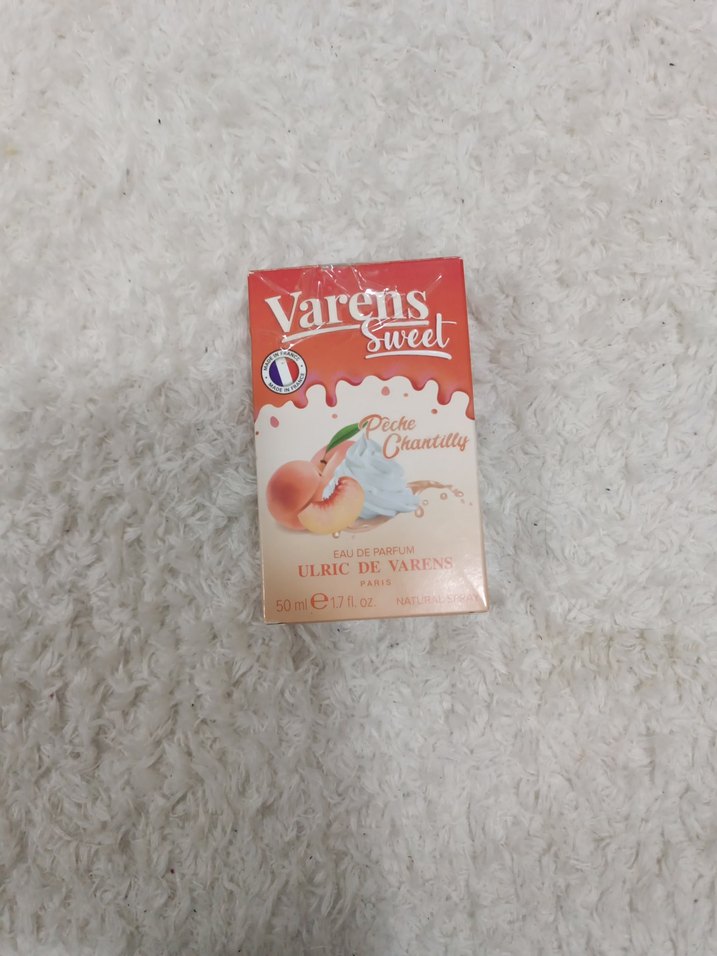 Varens
Sweet
MADE IN FRANCE
MADE IN FRANCE
Pêche
Chantilly
EAU DE PARFUM
ULRIC DE VARENS
PARIS
50 ml e 1.7 fl. oz. NATURAL SPRAY